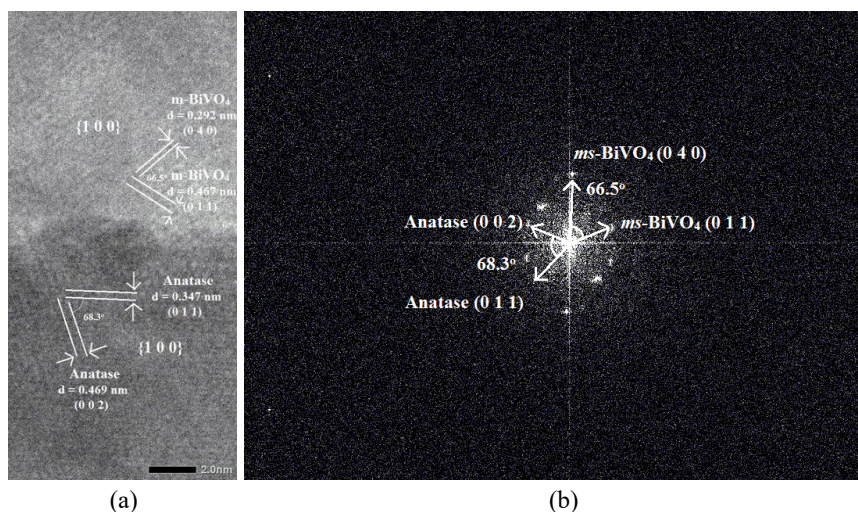 m-BiVO₄
d = 0.292 nm
(0 4 0)
{1 0 0}
66.5°
m-BiVO₄
d = 0.467 nm
(0 1 1)
Anatase
d = 0.347 nm
(0 1 1)
68.3°
{1 0 0}
Anatase
d = 0.469 nm
(0 0 2)
2.0nm
(a)
ms-BiVO₄ (0 4 0)
66.5°
Anatase (0 0 2)
ms-BiVO₄ (0 1 1)
68.3°
Anatase (0 1 1)
(b)